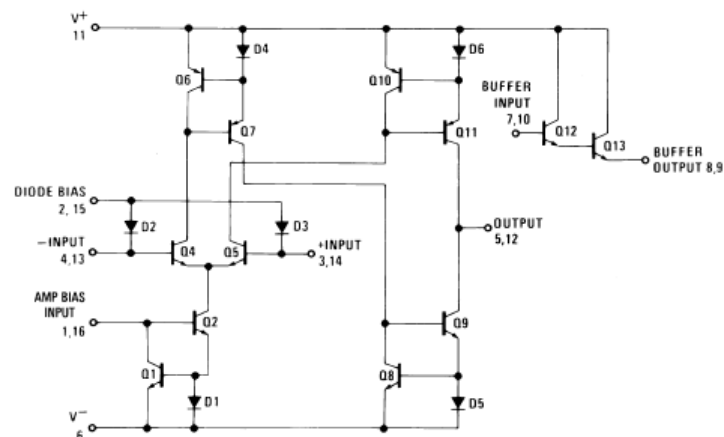 V+
11
D4
D6
Q6
Q10
BUFFER
INPUT
7,10
Q7
Q11
Q12
Q13
BUFFER
OUTPUT 8,9
DIODE BIAS
2, 15
D2
D3
OUTPUT
5,12
–INPUT
4,13
Q4
Q5
+INPUT
3,14
AMP BIAS
INPUT
1,16
Q2
Q9
Q1
Q8
D1
D5
V–
6